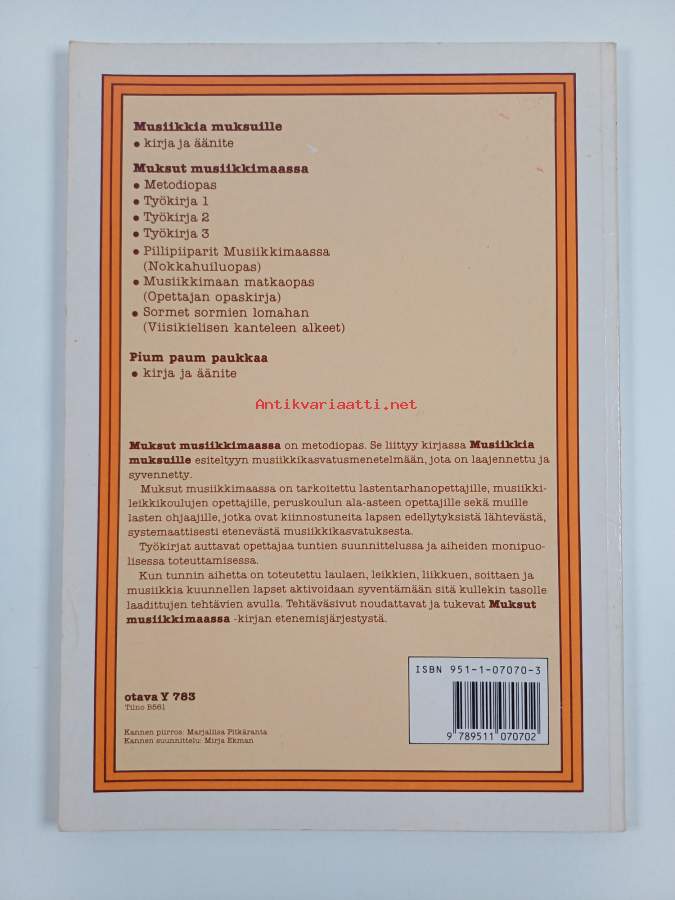 Musiikkia muksuille
• kirja ja äänite
Muksut musiikkimaassa
• Metodiopas
• Työkirja 1
• Työkirja 2
• Työkirja 3
• Pillipiiparit Musiikkimaassa
(Nokkahuiluopas)
• Musiikkimaan matkaopas
(Opettajan opaskirja)
• Sormet sormien lomahan
(Viisikielisen kanteleen alkeet)
Pium paum paukkaa
• kirja ja äänite
Antikvariaatti.net
Muksut musiikkimaassa on metodiopas. Se liittyy kirjassa Musiikkia
muksuille esiteltyyn musiikkikasvatusmenetelmään, jota on laajennettu ja
syvennetty.
Muksut musiikkimaassa on tarkoitettu lastentarhanopettajille, musiikki-
leikkikoulujen opettajille, peruskoulun ala-asteen opettajille sekä muille
lasten ohjaajille, jotka ovat kiinnostuneita lapsen edellytyksistä lähtevästä,
systemaattisesti etenevästä musiikkikasvatuksesta.
Työkirjat auttavat opettajaa tuntien suunnittelussa ja aiheiden monipuo-
lisessa toteuttamisessa.
Kun tunnin aihetta on toteutettu laulaen, leikkien, liikkuen, soittaen ja
musiikkia kuunnellen lapset aktivoidaan syventämään sitä kullekin tasolle
laadittujen tehtävien avulla. Tehtäväsivut noudattavat ja tukevat Muksut
musiikkimaassa -kirjan etenemisjärjestystä.
ISBN 951-1-07070-3
9 789511 070702
otava Y 783
Tiino B561
Kannen piirros: Marjaliisa Pitkäranta
Kannen suunnittelu: Mirja Ekman